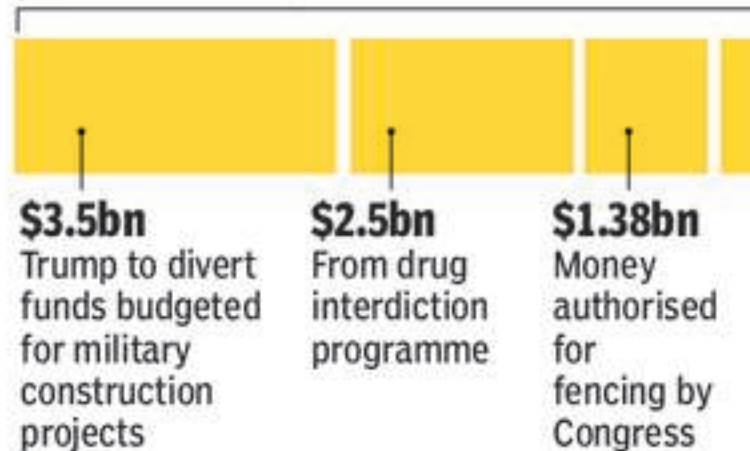 $3.5bn
Trump to divert
funds budgeted
for military
construction
projects
$2.5bn
From drug
interdiction
programme
$1.38bn
Money
authorised
for
fencing by
Congress